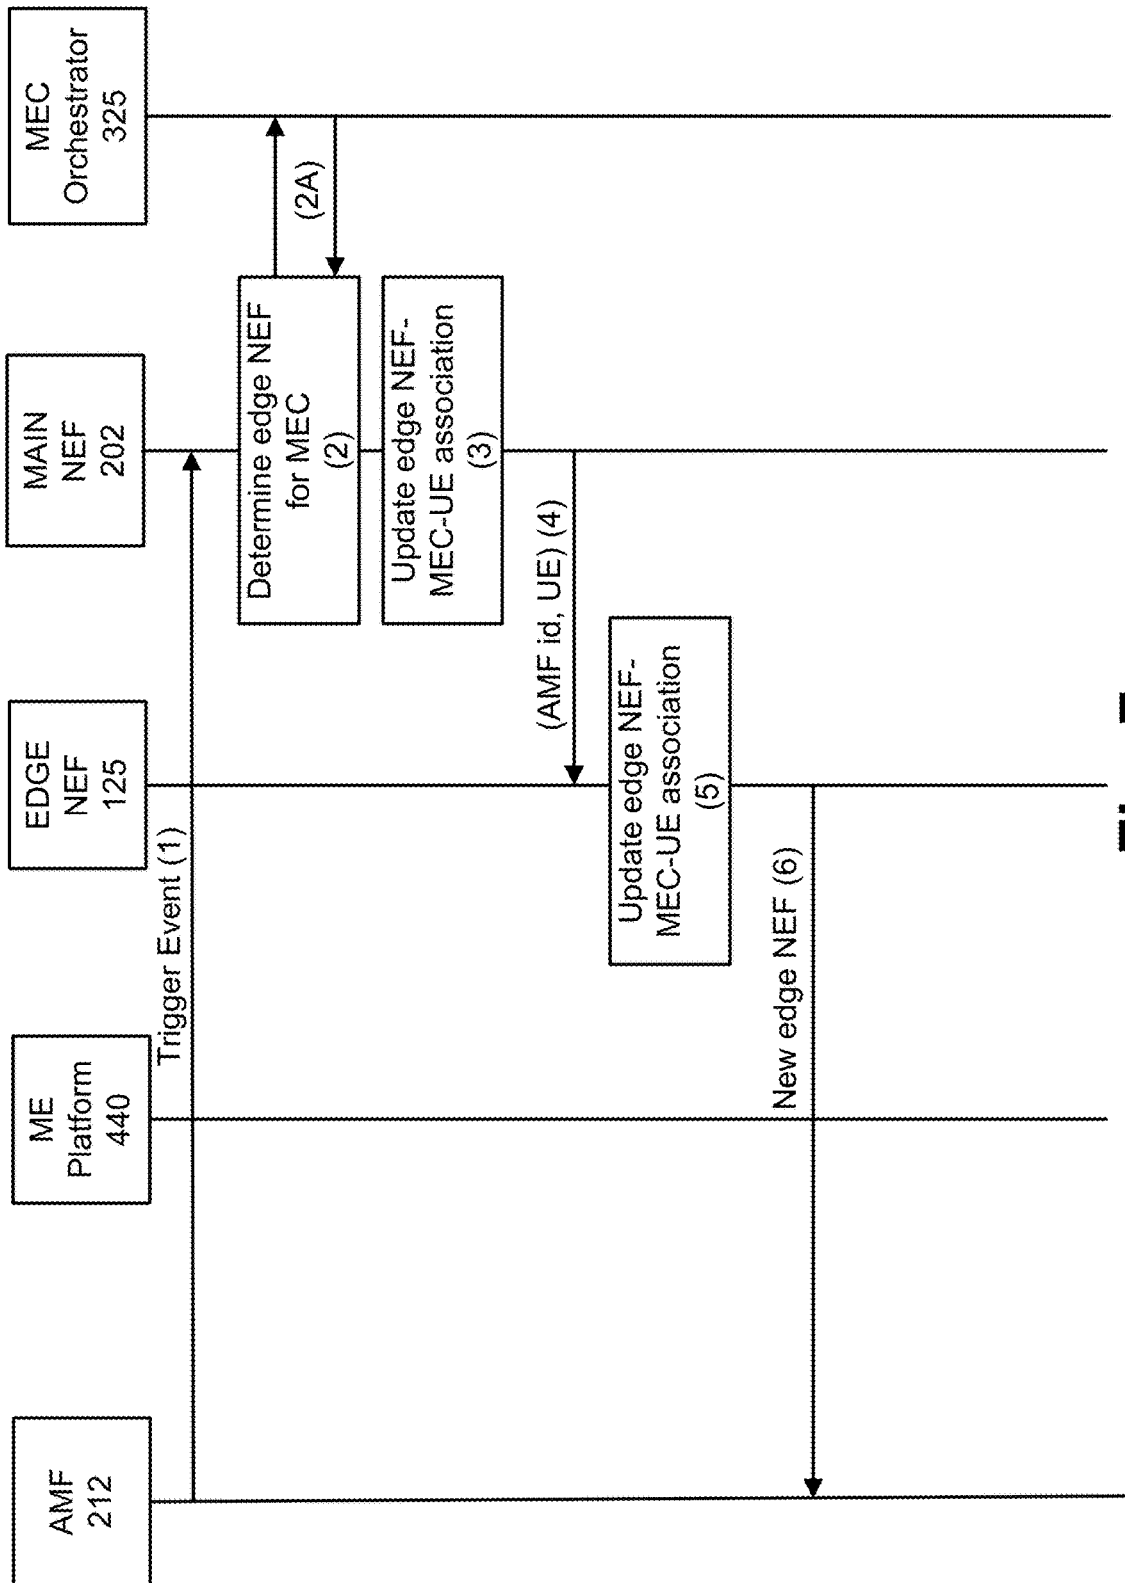 AMF
212
ME
Platform
440
EDGE
NEF
125
MAIN
NEF
202
MEC
Orchestrator
325
Trigger Event (1)
Determine edge NEF
for MEC
(2)
(2A)
Update edge NEF-
MEC-UE association
(3)
(AMF id, UE) (4)
Update edge NEF-
MEC-UE association
(5)
New edge NEF (6)